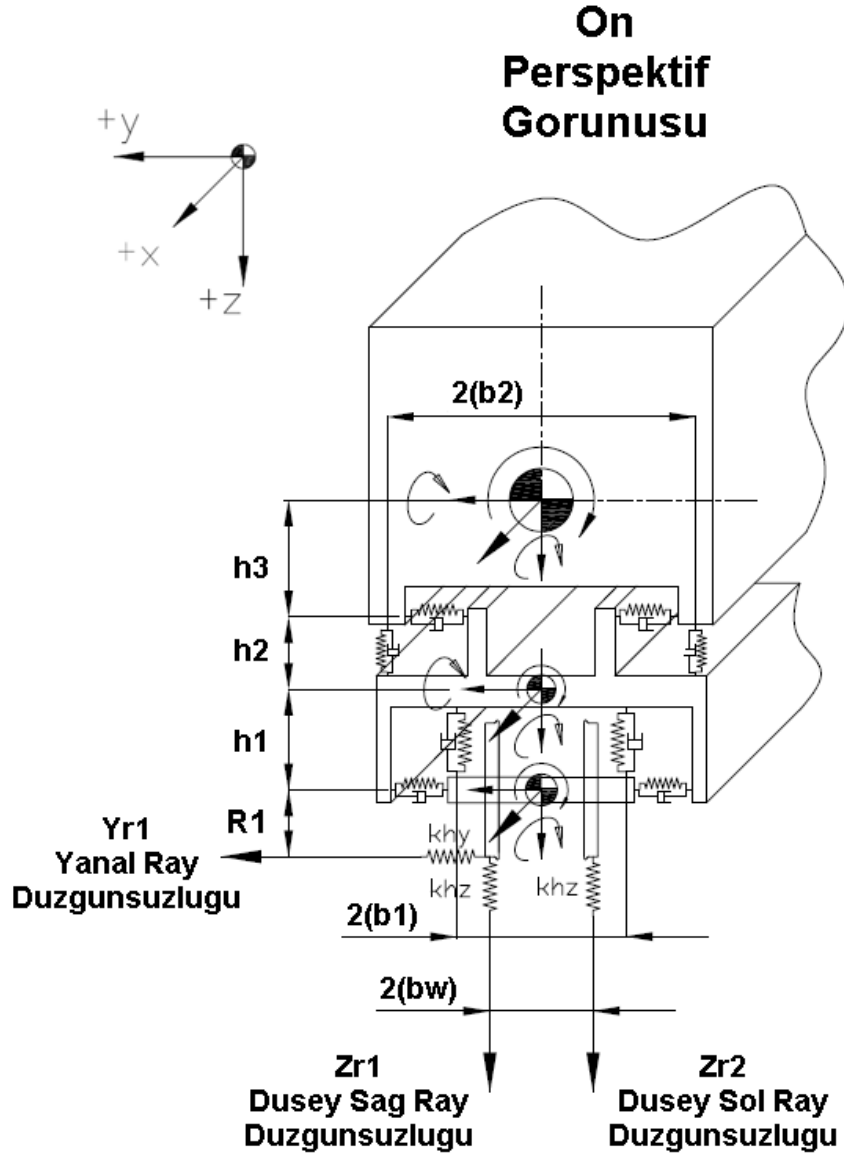 On
Perspektif
Gorunusu
+y
+x
+z
2(b2)
h3
h2
h1
R1
Yr1
Yanal Ray
Duzgunsuzlugu
khy
khz
khz
2(b1)
2(bw)
Zr1
Dusey Sag Ray
Duzgunsuzlugu
Zr2
Dusey Sol Ray
Duzgunsuzlugu